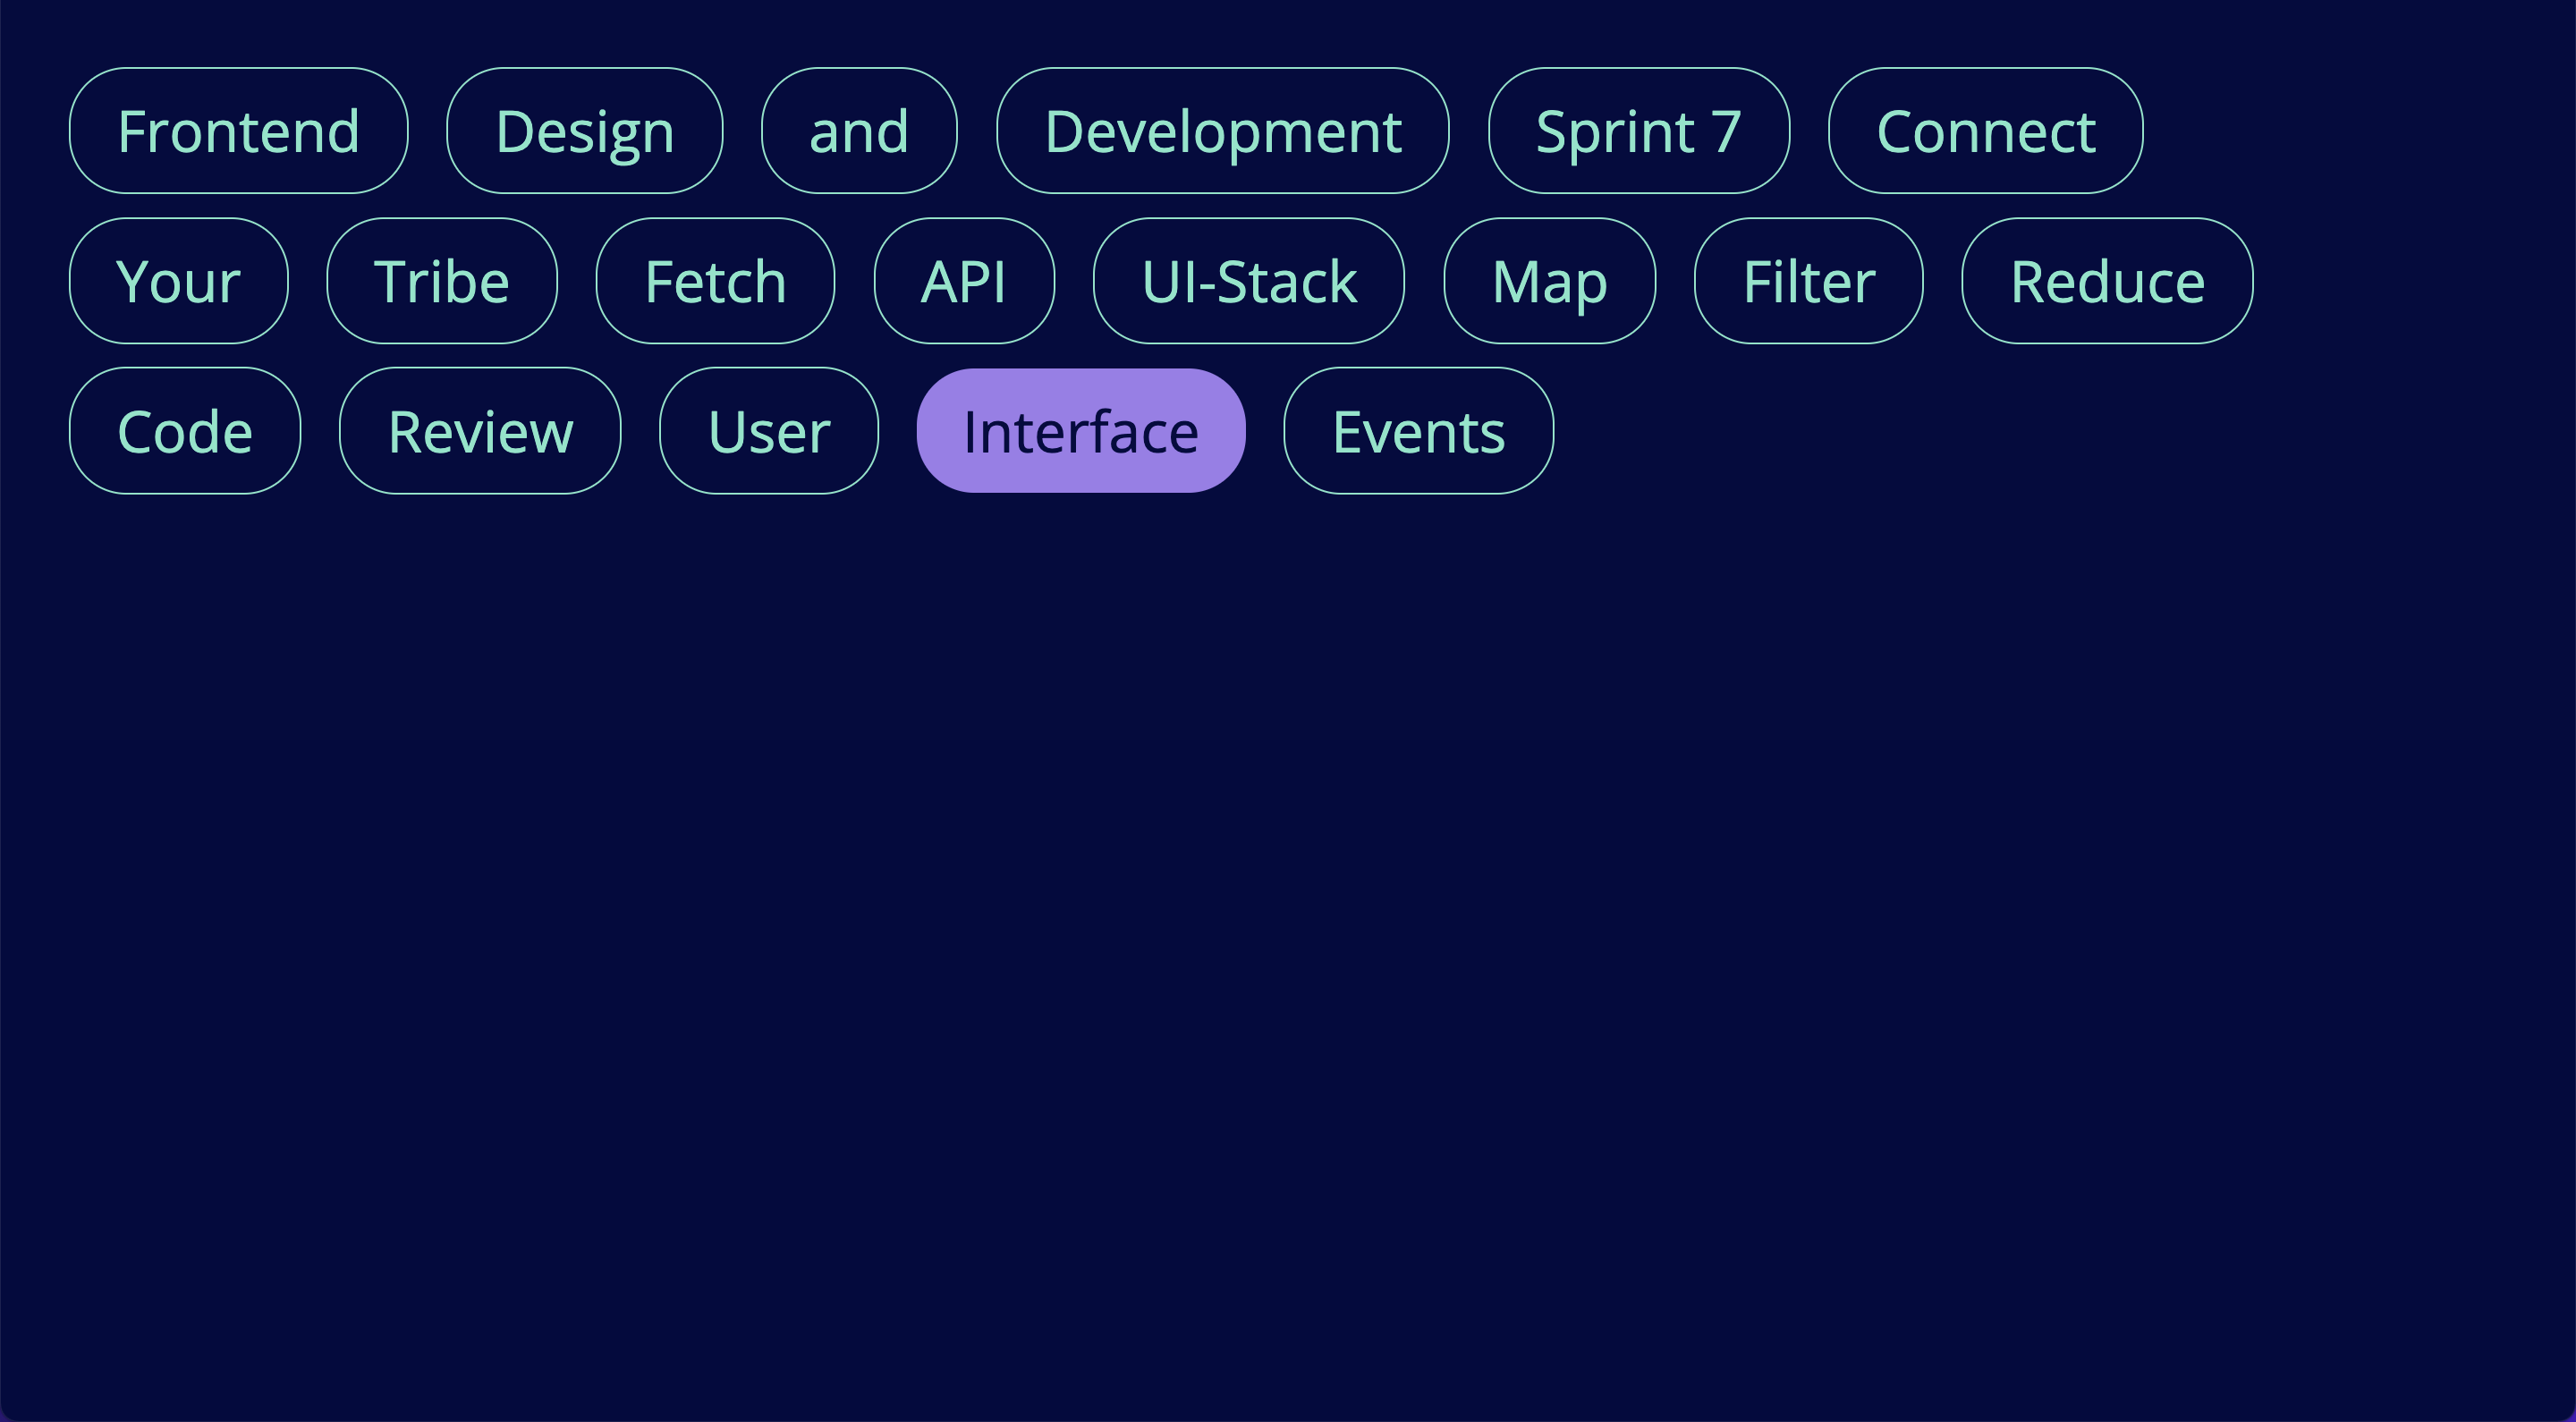 Frontend Design and Development Sprint 7 Connect
Your Tribe Fetch API UI-Stack Map Filter Reduce
Code Review User Interface Events